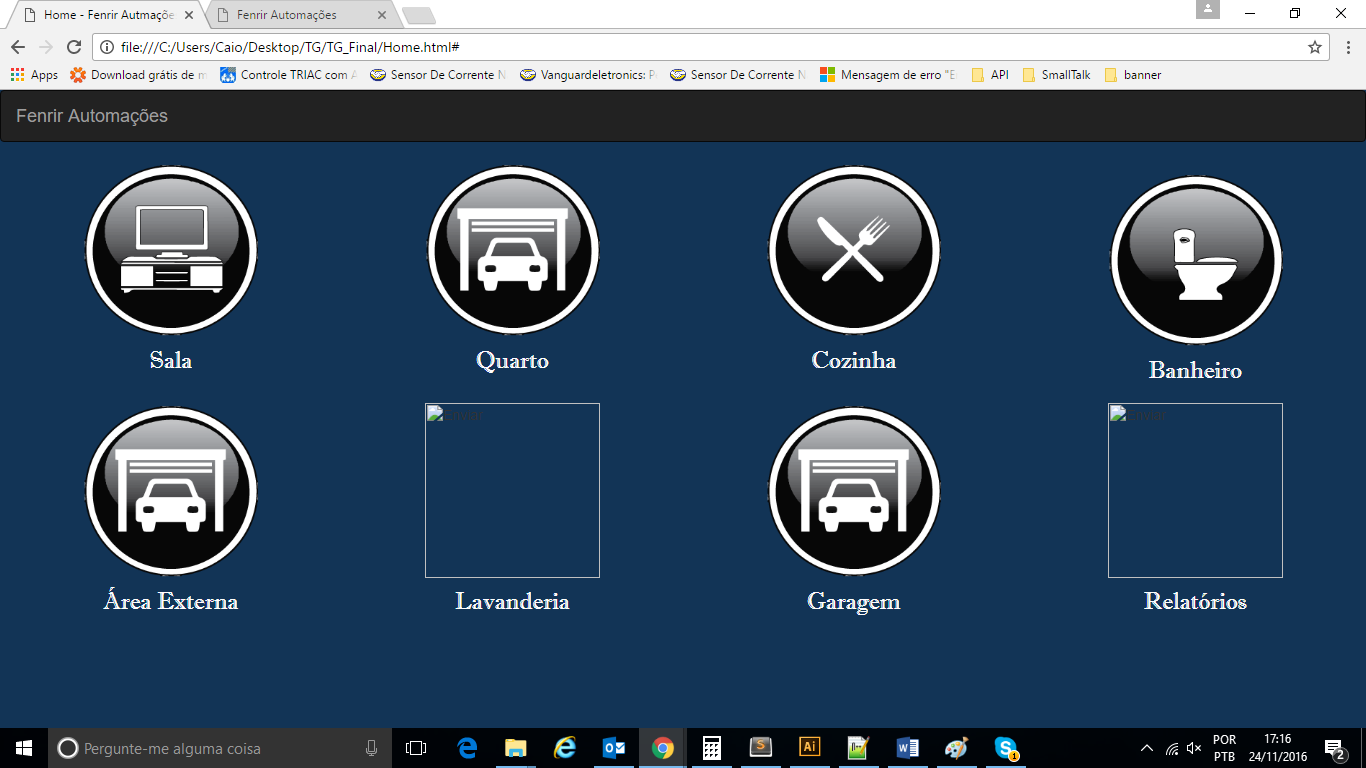 Home - Fenrir Autmaçõe
Fenrir Automações
file:///C:/Users/Caio/Desktop/TG/TG_Final/Home.html#
Apps
Download grátis de m
Controle TRIAC com A
Sensor De Corrente N
Vanguardeletronics: P
Sensor De Corrente N
Mensagem de erro "E
API
SmallTalk
banner
Fenrir Automações
Sala
Quarto
Cozinha
Banheiro
Área Externa
Lavanderia
Garagem
Relatórios
Pergunte-me alguma coisa
Ai
POR
PTB
17:16
24/11/2016
2
1